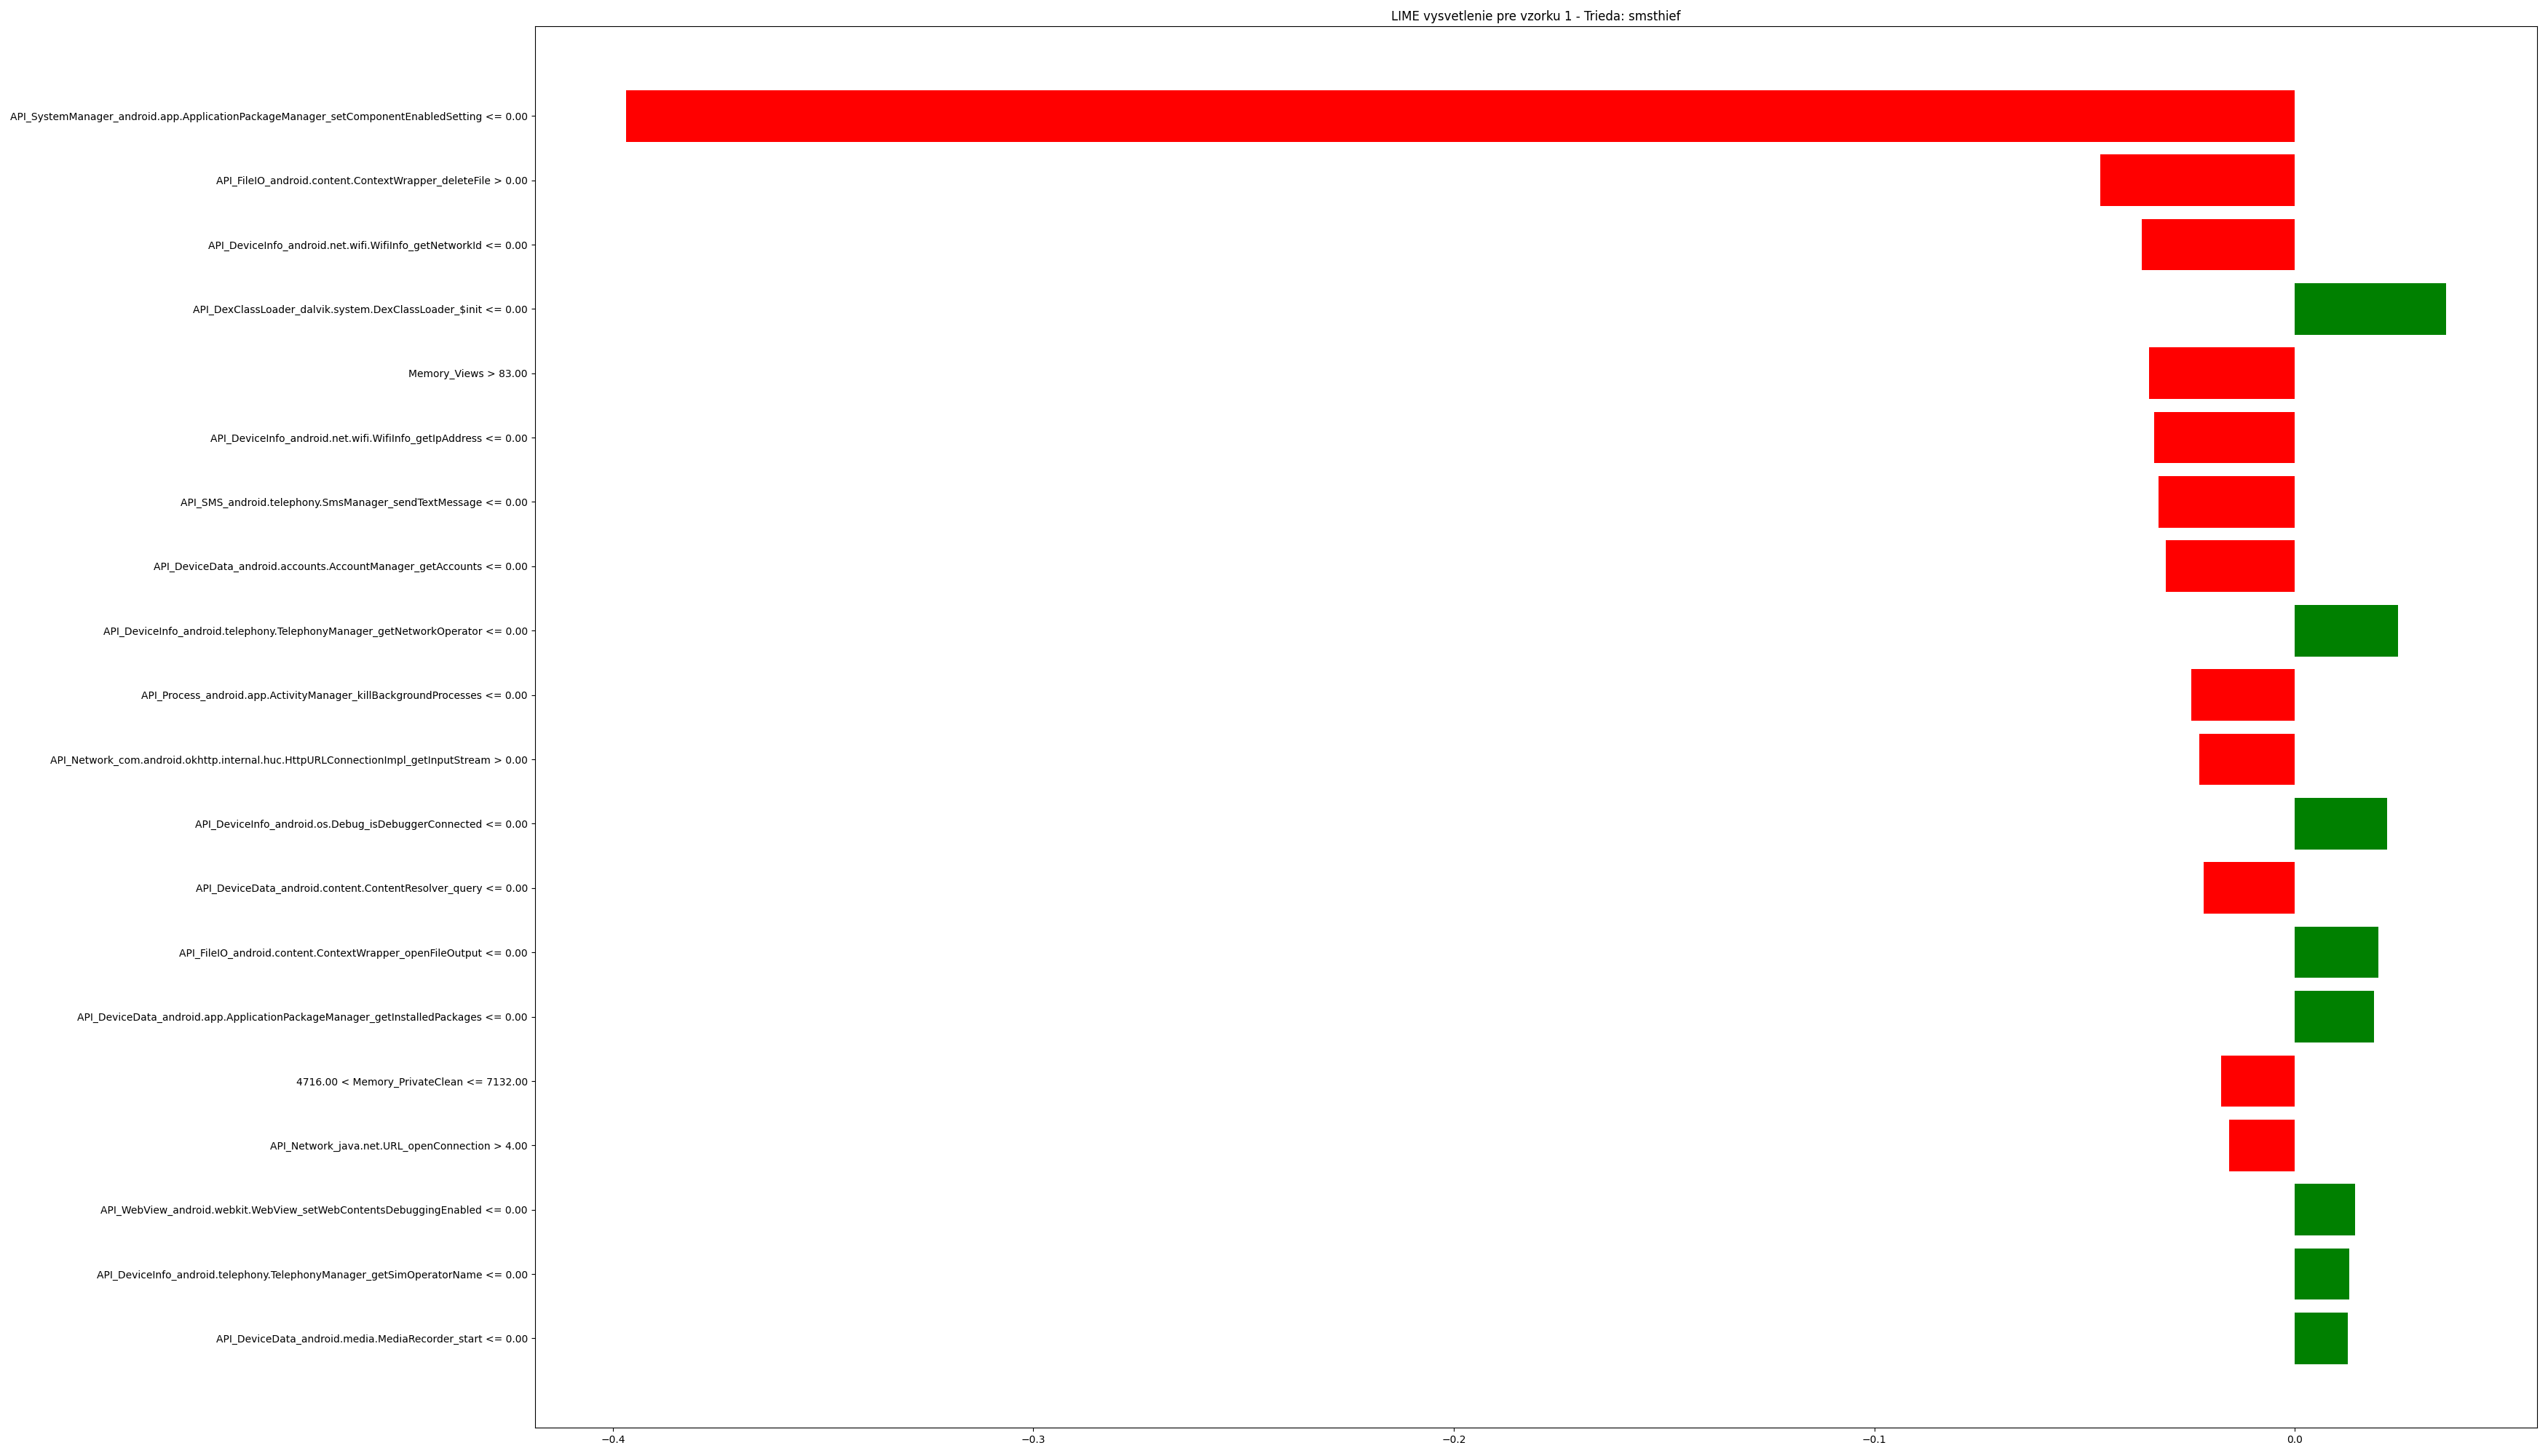 LIME vysvetlenie pre vzorku 1 - Trieda: smsthief
API_SystemManager_android.app.ApplicationPackageManager_setComponentEnabledSetting <= 0.00
API_FileIO_android.content.ContextWrapper_deleteFile > 0.00
API_DeviceInfo_android.net.wifi.WifiInfo_getNetworkId <= 0.00
API_DexClassLoader_dalvik.system.DexClassLoader_$init <= 0.00
Memory_Views > 83.00
API_DeviceInfo_android.net.wifi.WifiInfo_getIpAddress <= 0.00
API_SMS_android.telephony.SmsManager_sendTextMessage <= 0.00
API_DeviceData_android.accounts.AccountManager_getAccounts <= 0.00
API_DeviceInfo_android.telephony.TelephonyManager_getNetworkOperator <= 0.00
API_Process_android.app.ActivityManager_killBackgroundProcesses <= 0.00
API_Network_com.android.okhttp.internal.huc.HttpURLConnectionImpl_getInputStream > 0.00
API_DeviceInfo_android.os.Debug_isDebuggerConnected <= 0.00
API_DeviceData_android.content.ContentResolver_query <= 0.00
API_FileIO_android.content.ContextWrapper_openFileOutput <= 0.00
API_DeviceData_android.app.ApplicationPackageManager_getInstalledPackages <= 0.00
4716.00 < Memory_PrivateClean <= 7132.00
API_Network_java.net.URL_openConnection > 4.00
API_WebView_android.webkit.WebView_setWebContentsDebuggingEnabled <= 0.00
API_DeviceInfo_android.telephony.TelephonyManager_getSimOperatorName <= 0.00
API_DeviceData_android.media.MediaRecorder_start <= 0.00
−0.4 −0.3 −0.2 −0.1 0.0